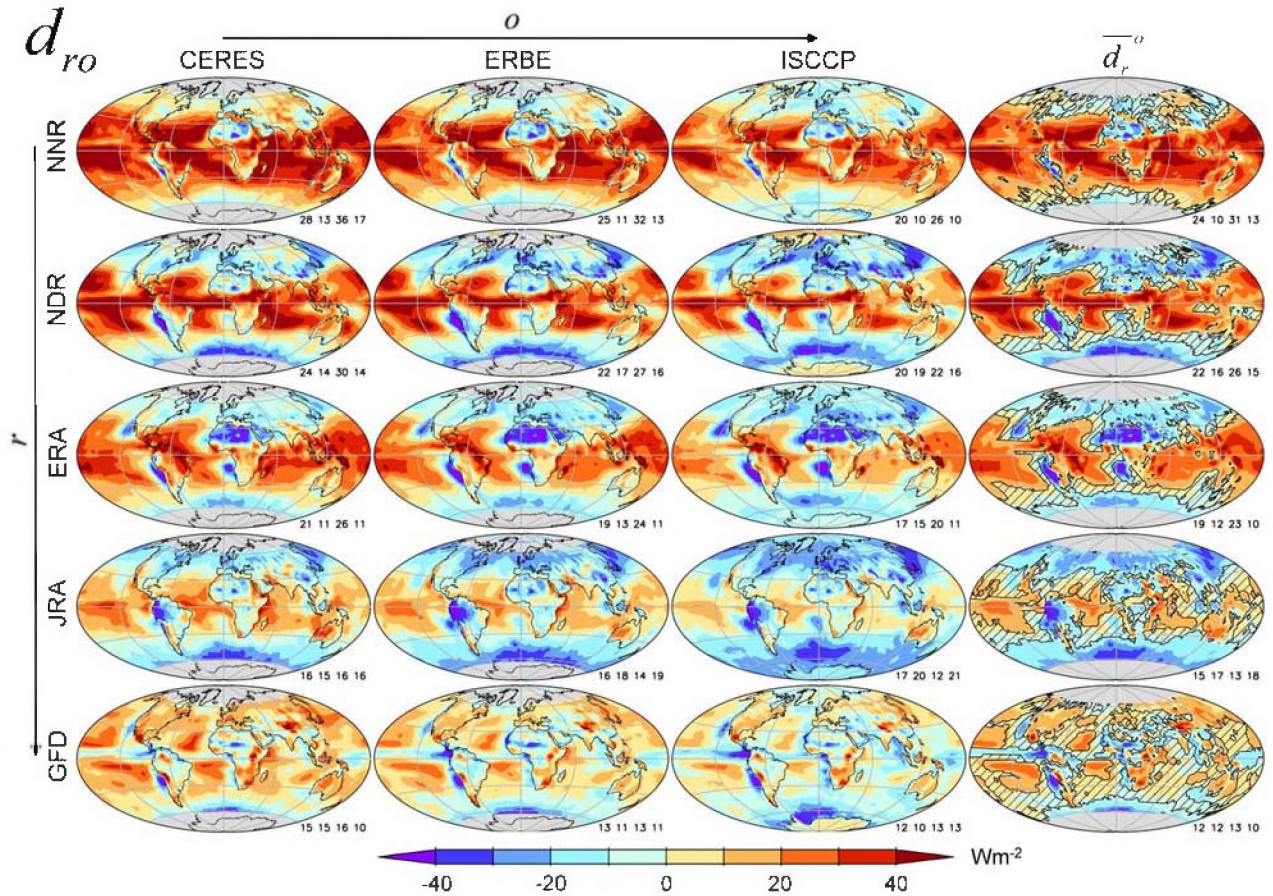 d_ro
o
CERES ERBE ISCCP d_r^o
NNR
28 13 36 17
25 11 32 13
20 10 26 10
24 10 31 13
NDR
24 14 30 14
22 17 27 16
20 19 22 16
22 16 26 15
r
ERA
21 11 26 11
19 13 24 11
17 15 20 11
19 12 23 10
JRA
16 15 16 16
16 18 14 19
17 20 12 21
15 17 13 18
GFD
15 15 16 10
13 11 13 11
12 10 13 13
12 12 13 10
-40 -20 0 20 40 Wm-2